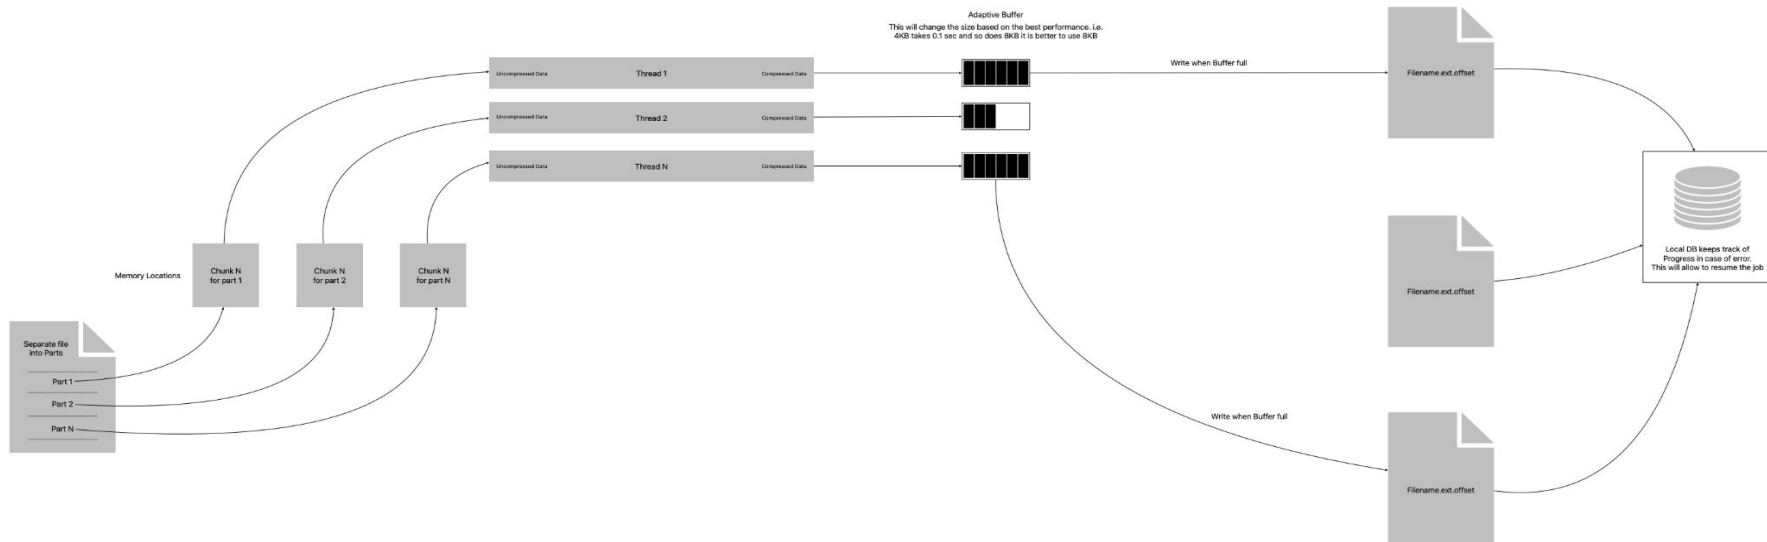 Adaptive Buffer
This will change the size based on the best performance. i.e.
4KB takes 0.1 sec and so does 8KB it is better to use 8KB
Uncompressed Data
Thread 1
Compressed Data
Write when Buffer full
Filename.ext.offset
Uncompressed Data
Thread 2
Compressed Data
Uncompressed Data
Thread N
Compressed Data
Memory Locations
Chunk N
for part 1
Chunk N
for part 2
Chunk N
for part N
Local DB keeps track of
Progress in case of error.
This will allow to resume the job
Filename.ext.offset
Separate file
into Parts
Part 1
Part 2
Part N
Write when Buffer full
Filename.ext.offset